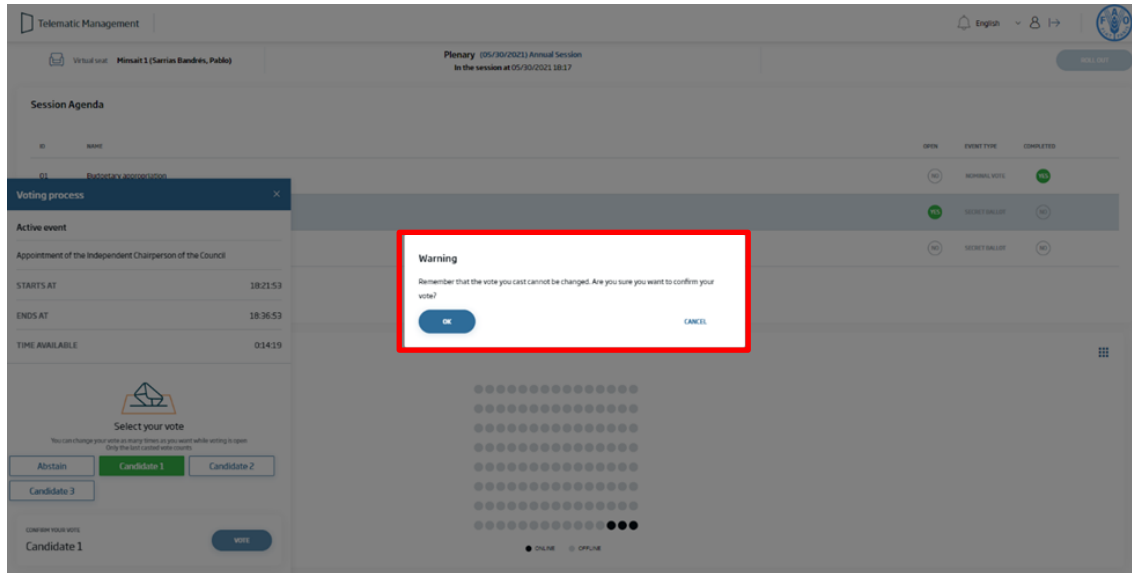 Telematic Management
English
FAO
Virtual seat Minsait 1 (Sarrias Bandrés, Pablo)
Plenary (05/30/2021) Annual Session
In the session at 05/30/2021 18:17
ROLL OUT
Session Agenda
ID NAME OPEN EVENT TYPE COMPLETED
01 Budgetary appropriation NO NOMINAL VOTE YES
YES SECRET BALLOT NO
NO SECRET BALLOT NO
Voting process ×
Active event
Appointment of the Independent Chairperson of the Council
STARTS AT 18:21:53
ENDS AT 18:36:53
TIME AVAILABLE 0:14:19
Select your vote
You can change your vote as many times as you want while voting is open
Only the last casted vote counts
Abstain Candidate 1 Candidate 2
Candidate 3
CONFIRM YOUR VOTE
Candidate 1
VOTE
Warning
Remember that the vote you cast cannot be changed. Are you sure you want to confirm your
vote?
OK CANCEL
ONLINE OFFLINE